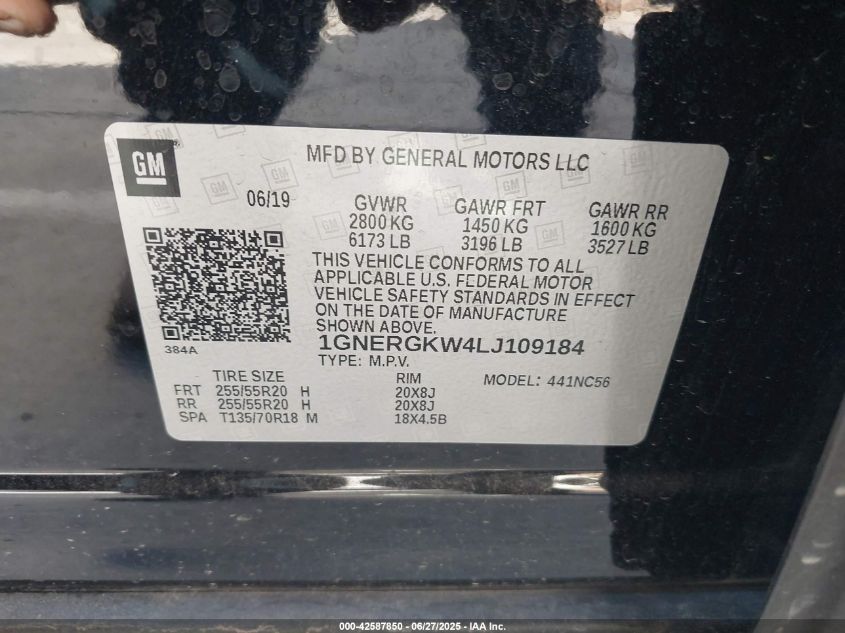 GM
MFD BY GENERAL MOTORS LLC
06/19
GVWR GAWR FRT GAWR RR
2800 KG 1450 KG 1600 KG
6173 LB 3196 LB 3527 LB
THIS VEHICLE CONFORMS TO ALL
APPLICABLE U.S. FEDERAL MOTOR
VEHICLE SAFETY STANDARDS IN EFFECT
ON THE DATE OF MANUFACTURE
SHOWN ABOVE.
384A
1GNERGKW4LJ109184
TYPE: M.P.V.
TIRE SIZE RIM MODEL: 441NC56
FRT 255/55R20 H 20X8J
RR 255/55R20 H 20X8J
SPA T135/70R18 M 18X4.5B
000-42587850 - 06/27/2025 - IAA Inc.